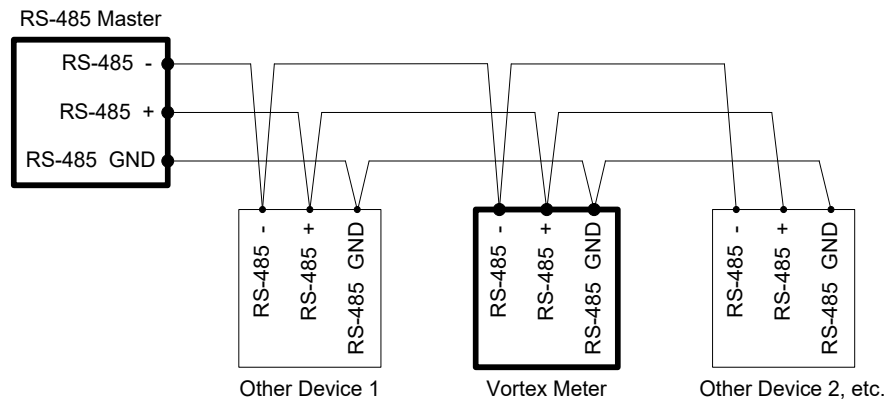 RS-485 Master
RS-485 -
RS-485 +
RS-485 GND
RS-485 -
RS-485 +
RS-485 GND
RS-485 -
RS-485 +
RS-485 GND
RS-485 -
RS-485 +
RS-485 GND
Other Device 1
Vortex Meter
Other Device 2, etc.